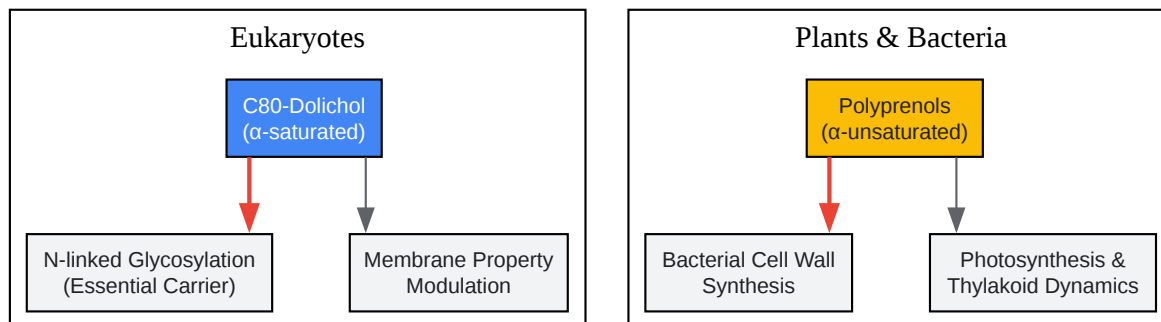 Eukaryotes
C80-Dolichol
(α-saturated)
N-linked Glycosylation
(Essential Carrier)
Membrane Property
Modulation
Plants & Bacteria
Polyprenols
(α-unsaturated)
Bacterial Cell Wall
Synthesis
Photosynthesis &
Thylakoid Dynamics